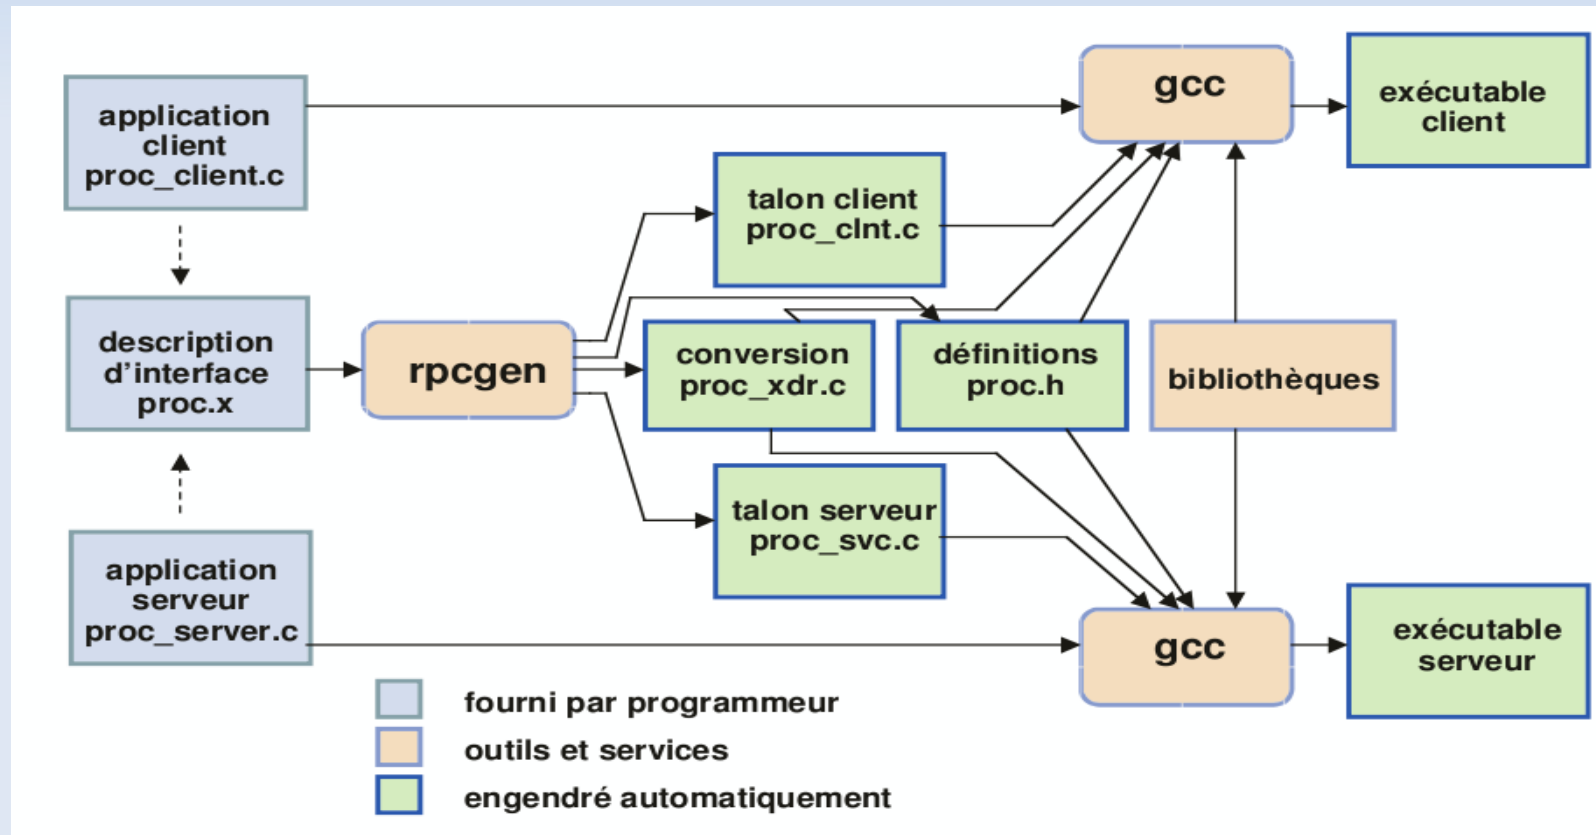 application
client
proc_client.c
gcc
exécutable
client
talon client
proc_clnt.c
description
d'interface
proc.x
rpcgen
conversion
proc_xdr.c
définitions
proc.h
bibliothèques
talon serveur
proc_svc.c
application
serveur
proc_server.c
gcc
exécutable
serveur
fourni par programmeur
outils et services
engendré automatiquement